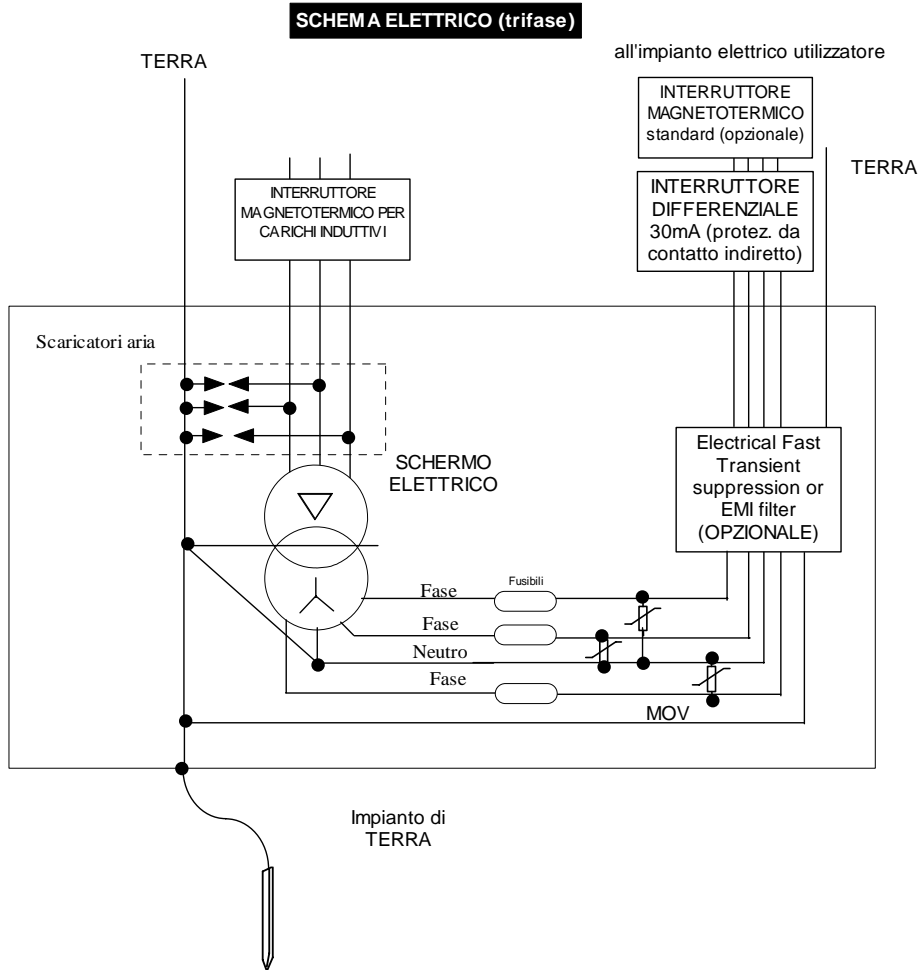 SCHEMA ELETTRICO (trifase)
TERRA
all'impianto elettrico utilizzatore
INTERRUTTORE
MAGNETOTERMICO
standard (opzionale)
TERRA
INTERRUTTORE
MAGNETOTERMICO PER
CARICHI INDUTTIVI
INTERRUTTORE
DIFFERENZIALE
30mA (protez. da
contatto indiretto)
Scaricatori aria
SCHERMO
ELETTRICO
Electrical Fast
Transient
suppression or
EMI filter
(OPZIONALE)
Fase
Fusibili
Fase
Neutro
Fase
MOV
Impianto di
TERRA